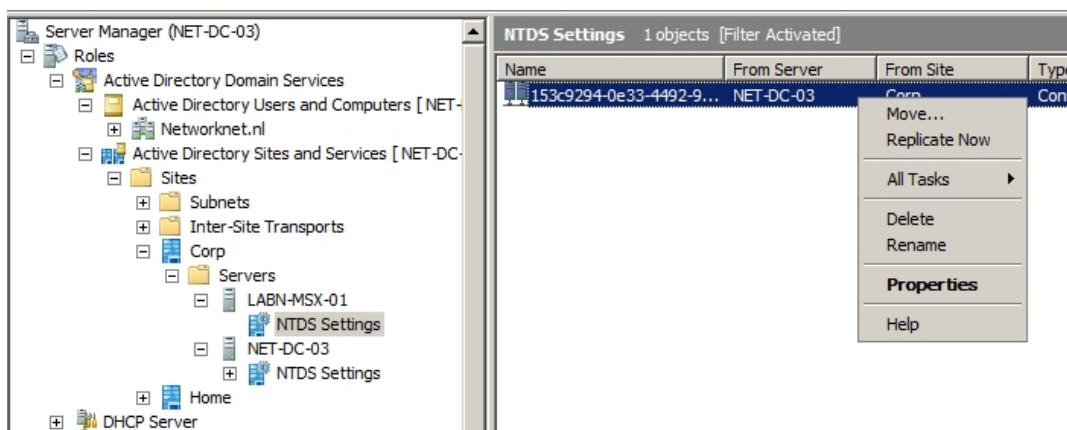 Server Manager (NET-DC-03)
Roles
Active Directory Domain Services
Active Directory Users and Computers [ NET-
Networknet.nl
Active Directory Sites and Services [ NET-DC-
Sites
Subnets
Inter-Site Transports
Corp
Servers
LABN-MSX-01
NTDS Settings
NET-DC-03
NTDS Settings
Home
DHCP Server
NTDS Settings 1 objects [Filter Activated]
Name From Server From Site Type
153c9294-0e33-4492-9... NET-DC-03 Corp Con
Move...
Replicate Now
All Tasks
Delete
Rename
Properties
Help